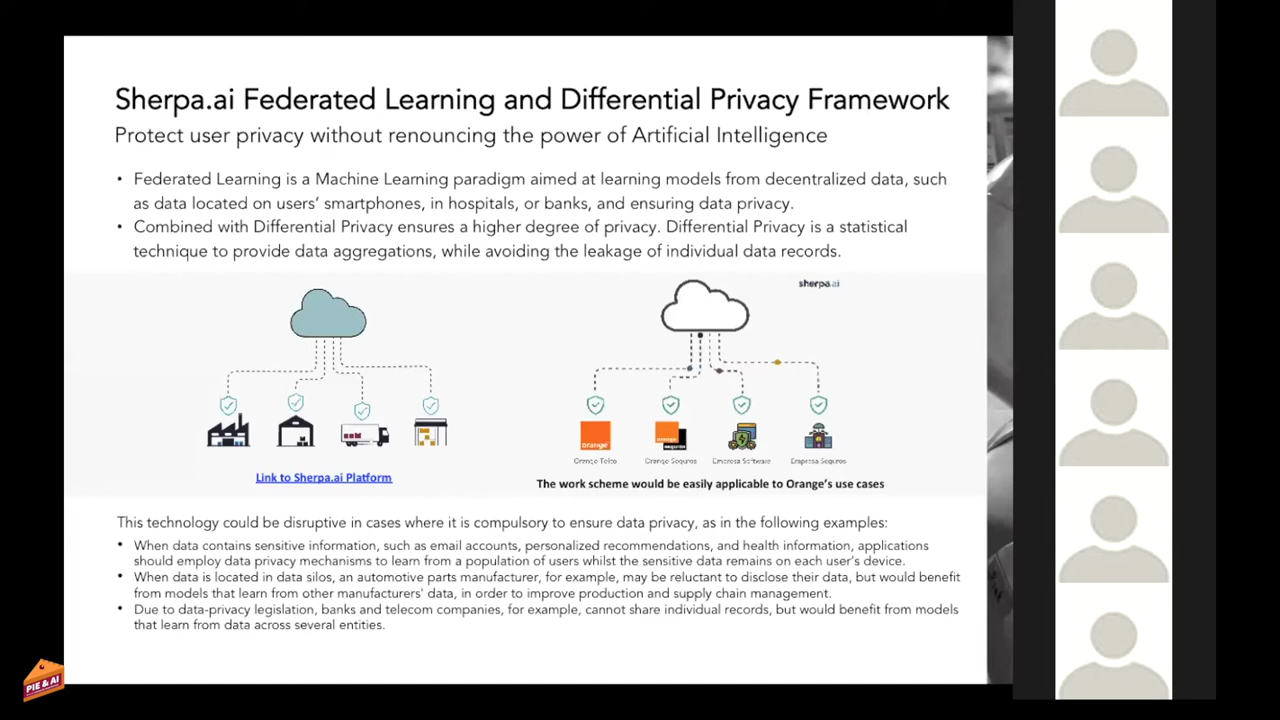 Sherpa.ai Federated Learning and Differential Privacy Framework
Protect user privacy without renouncing the power of Artificial Intelligence
• Federated Learning is a Machine Learning paradigm aimed at learning models from decentralized data, such
as data located on users’ smartphones, in hospitals, or banks, and ensuring data privacy.
• Combined with Differential Privacy ensures a higher degree of privacy. Differential Privacy is a statistical
technique to provide data aggregations, while avoiding the leakage of individual data records.
sherpa.ai
orange
seguros
Orange Telco
Orange Seguros
Empresa Software
Empresa Seguros
Link to Sherpa.ai Platform
The work scheme would be easily applicable to Orange’s use cases
This technology could be disruptive in cases where it is compulsory to ensure data privacy, as in the following examples:
• When data contains sensitive information, such as email accounts, personalized recommendations, and health information, applications
should employ data privacy mechanisms to learn from a population of users whilst the sensitive data remains on each user’s device.
• When data is located in data silos, an automotive parts manufacturer, for example, may be reluctant to disclose their data, but would benefit
from models that learn from other manufacturers' data, in order to improve production and supply chain management.
• Due to data-privacy legislation, banks and telecom companies, for example, cannot share individual records, but would benefit from models
that learn from data across several entities.
PIE & AI